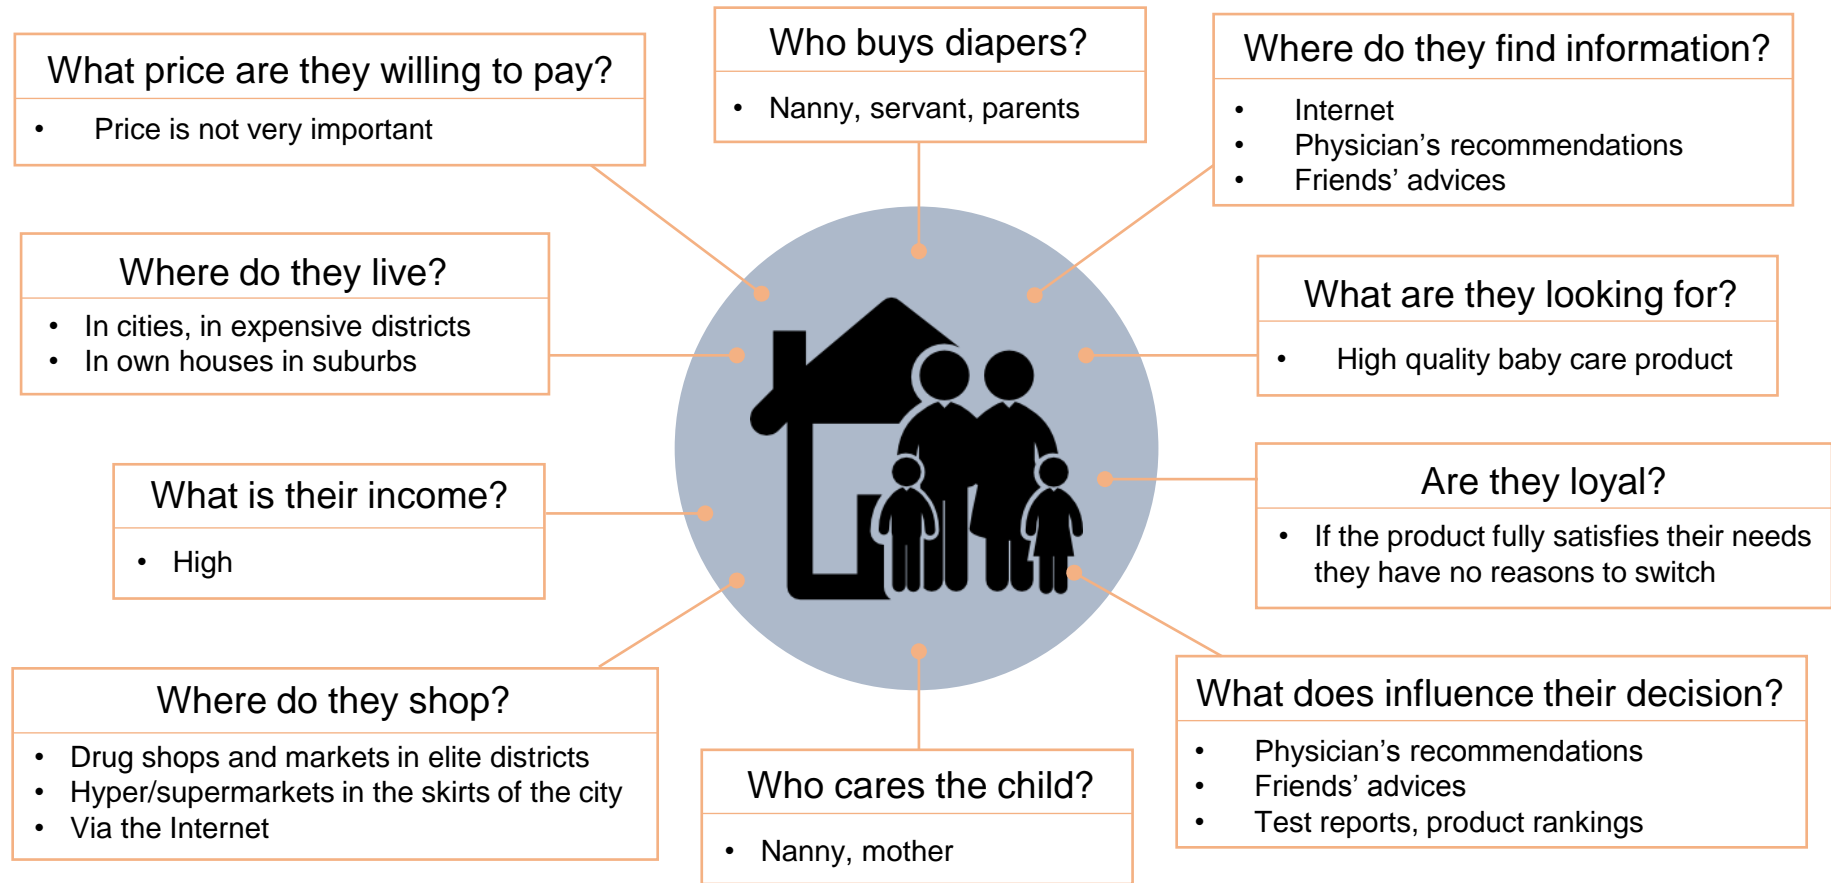 What price are they willing to pay?
• Price is not very important
Who buys diapers?
• Nanny, servant, parents
Where do they find information?
• Internet
• Physician’s recommendations
• Friends’ advices
Where do they live?
• In cities, in expensive districts
• In own houses in suburbs
What are they looking for?
• High quality baby care product
What is their income?
• High
Are they loyal?
• If the product fully satisfies their needs
they have no reasons to switch
Where do they shop?
• Drug shops and markets in elite districts
• Hyper/supermarkets in the skirts of the city
• Via the Internet
Who cares the child?
• Nanny, mother
What does influence their decision?
• Physician’s recommendations
• Friends’ advices
• Test reports, product rankings